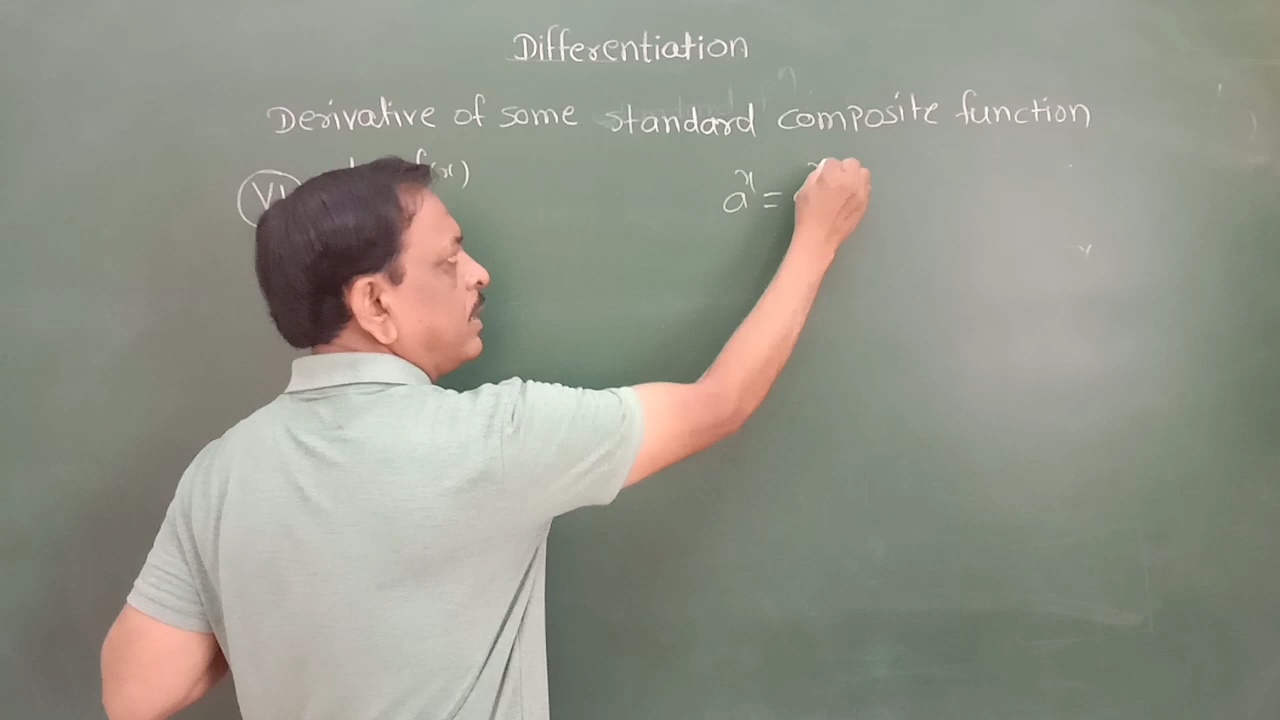 Differentiation
Derivative of some standard composite function
VI (x) a^x = a^x